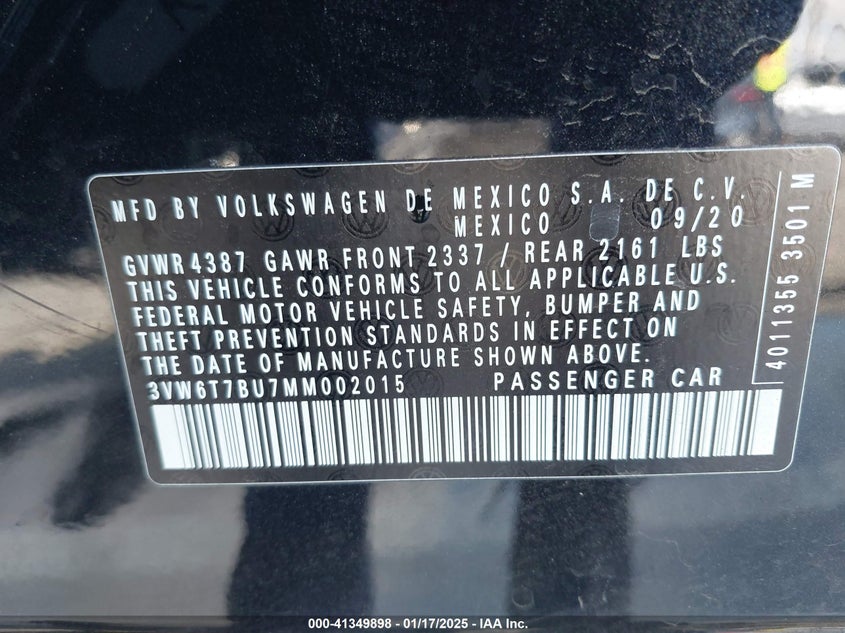 MFD BY VOLKSWAGEN DE MEXICO S.A. DE C.V.
MEXICO 09/20
GVWR 4387 GAWR FRONT 2337 / REAR 2161 LBS
THIS VEHICLE CONFORMS TO ALL APPLICABLE U.S.
FEDERAL MOTOR VEHICLE SAFETY, BUMPER AND
THEFT PREVENTION STANDARDS IN EFFECT ON
THE DATE OF MANUFACTURE SHOWN ABOVE.
3VW6T7BU7MM002015 PASSENGER CAR
4011355 3501 M
000-41349898 - 01/17/2025 - IAA Inc.